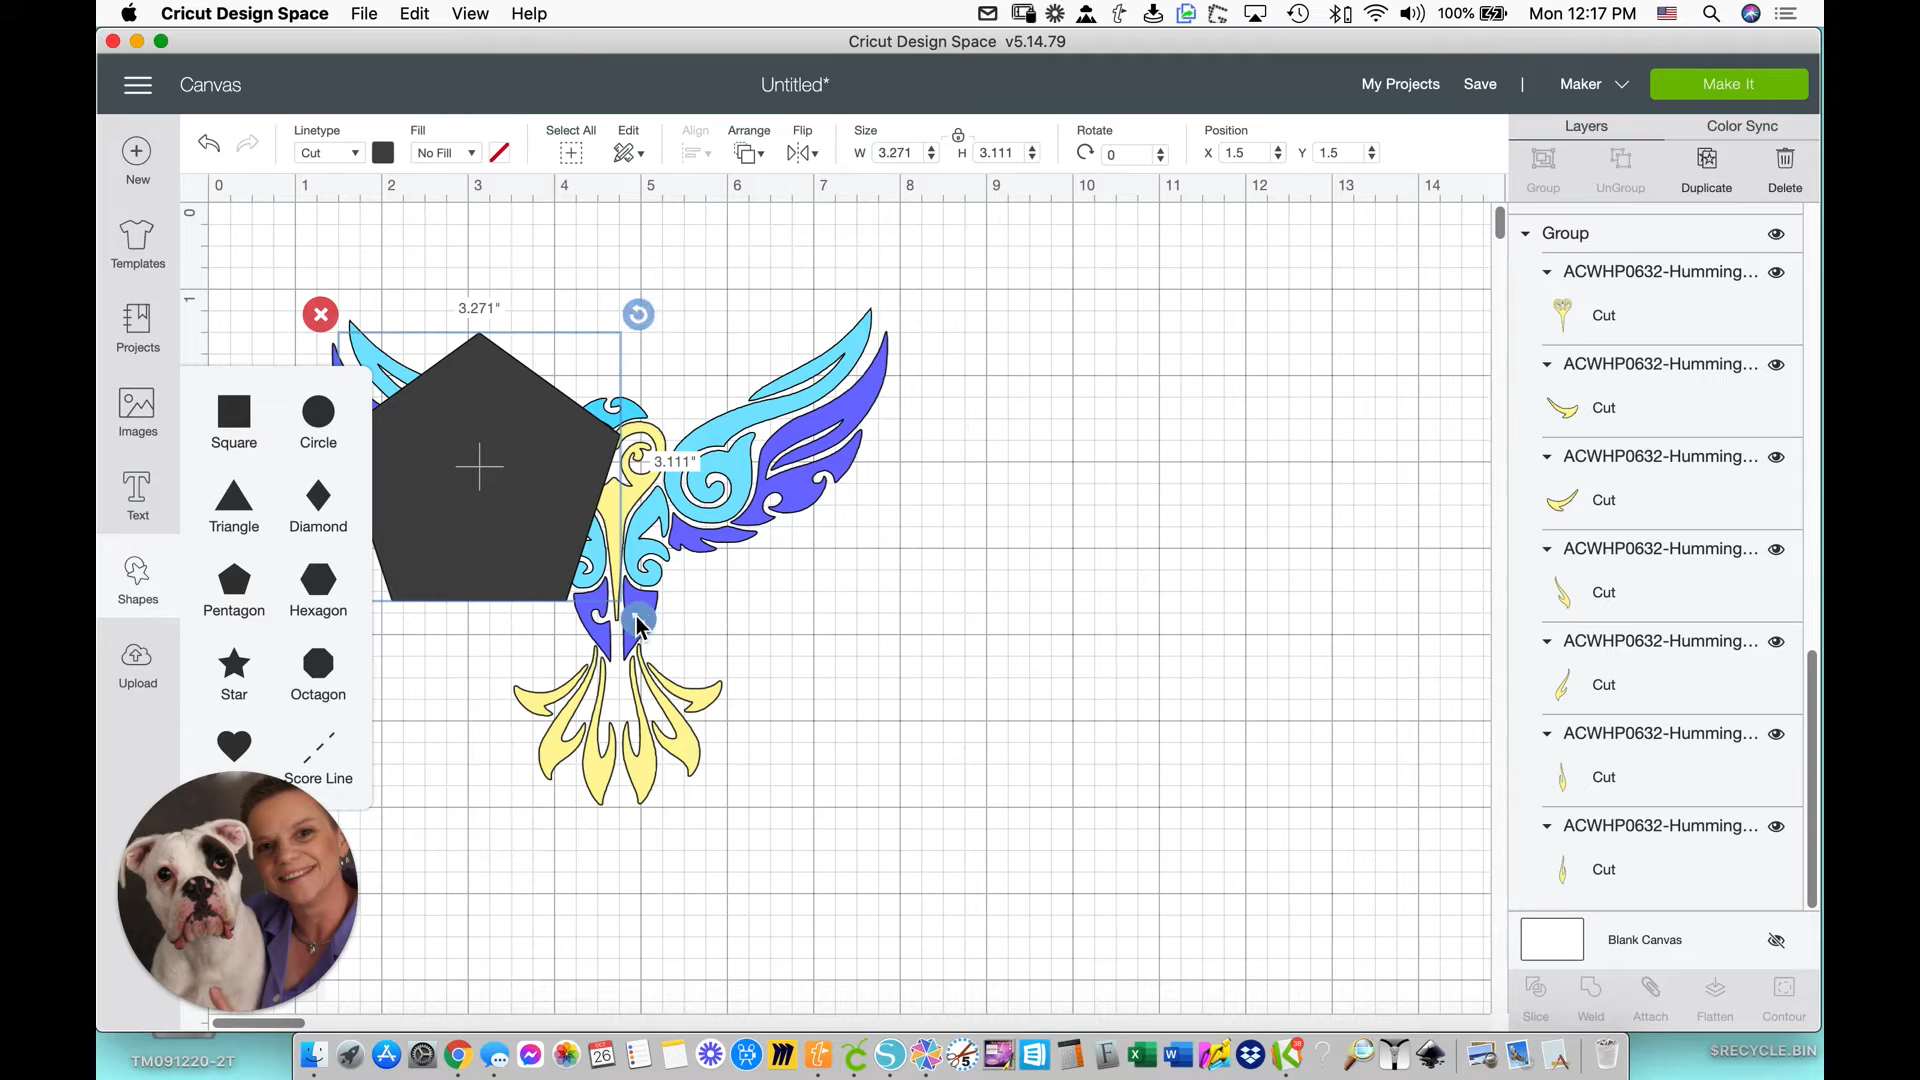 Cricut Design Space File Edit View Help 100% Mon 12:17 PM
Cricut Design Space v5.14.79
Canvas Untitled* My Projects Save | Maker Make It
Linetype Fill Select All Edit Align Arrange Flip Size Rotate Position
Cut No Fill W 3.271 H 3.111 0 X 1.5 Y 1.5
Layers Color Sync
Group UnGroup Duplicate Delete
0 1 2 3 4 5 6 7 8 9 10 11 12 13 14
0
1
New
Templates
Projects
Images
Text
Shapes
Upload
3.271"
3.111"
Square Circle
Triangle Diamond
Pentagon Hexagon
Star Octagon
Score Line
Group
ACWHP0632-Humming...
Cut
ACWHP0632-Humming...
Cut
ACWHP0632-Humming...
Cut
ACWHP0632-Humming...
Cut
ACWHP0632-Humming...
Cut
ACWHP0632-Humming...
Cut
ACWHP0632-Humming...
Cut
Blank Canvas
Slice Weld Attach Flatten Contour
TM091220-2T
OCT
26
38
$RECYCLE.BIN